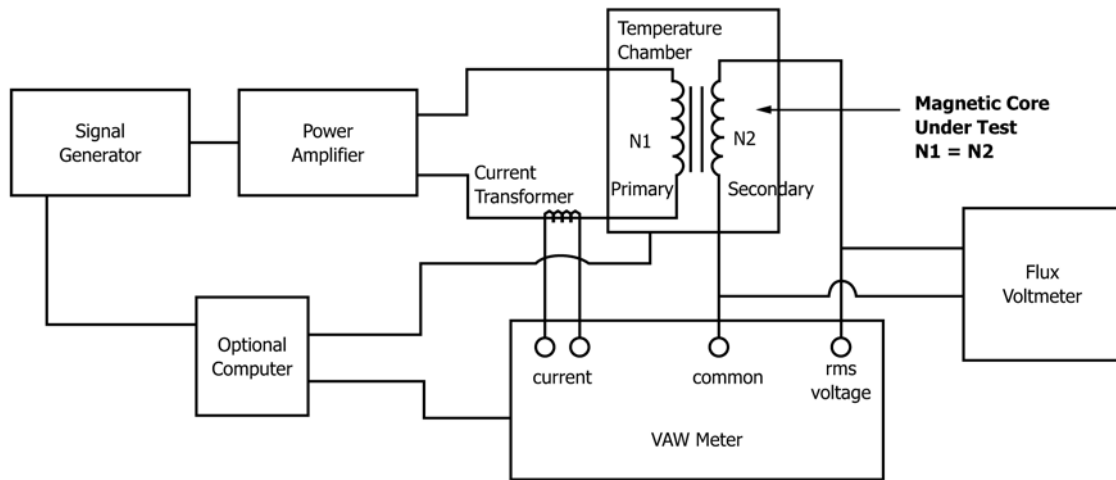 Temperature
Chamber
Signal
Generator
Power
Amplifier
N1
N2
Magnetic Core
Under Test
N1 = N2
Current
Transformer
Primary
Secondary
Flux
Voltmeter
Optional
Computer
current
common
rms
voltage
VAW Meter